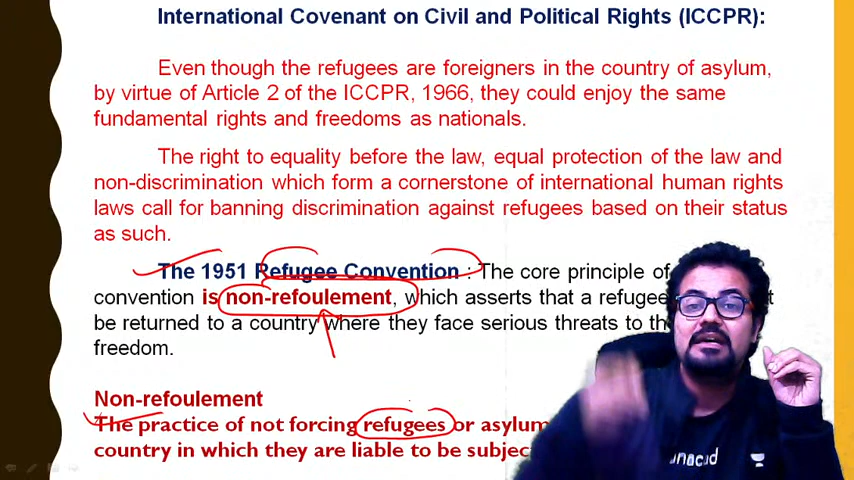 International Covenant on Civil and Political Rights (ICCPR):
Even though the refugees are foreigners in the country of asylum,
by virtue of Article 2 of the ICCPR, 1966, they could enjoy the same
fundamental rights and freedoms as nationals.
The right to equality before the law, equal protection of the law and
non-discrimination which form a cornerstone of international human rights
laws call for banning discrimination against refugees based on their status
as such.
The 1951 Refugee Convention : The core principle of
convention is non-refoulement, which asserts that a refugee
be returned to a country where they face serious threats to
freedom.
Non-refoulement
The practice of not forcing refugees or
country in which they are liable to be